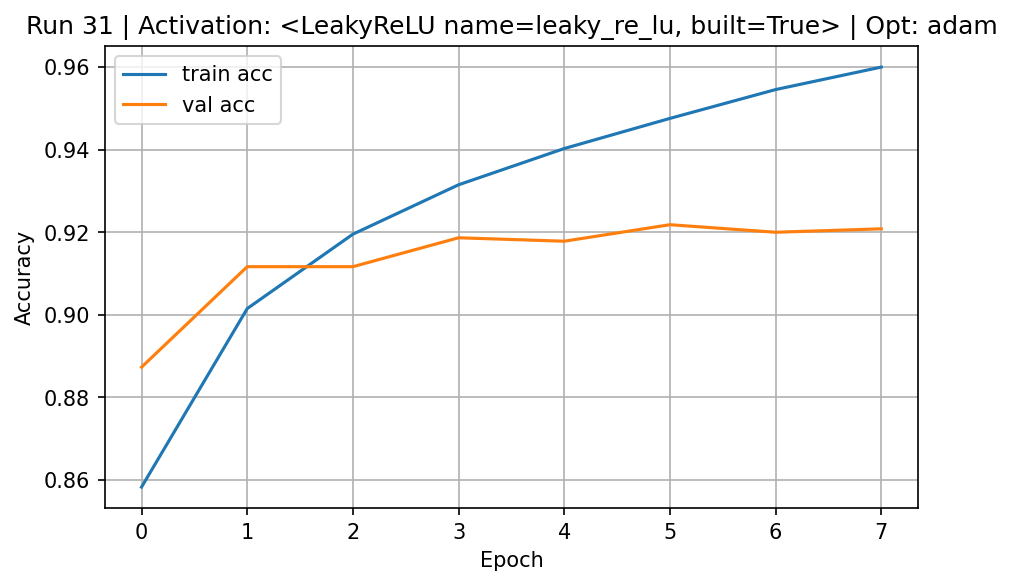 Run 31 | Activation: <LeakyReLU name=leaky_re_lu, built=True> | Opt: adam
train acc
val acc
0.96
0.94
0.92
0.90
0.88
0.86
Accuracy
0 1 2 3 4 5 6 7
Epoch